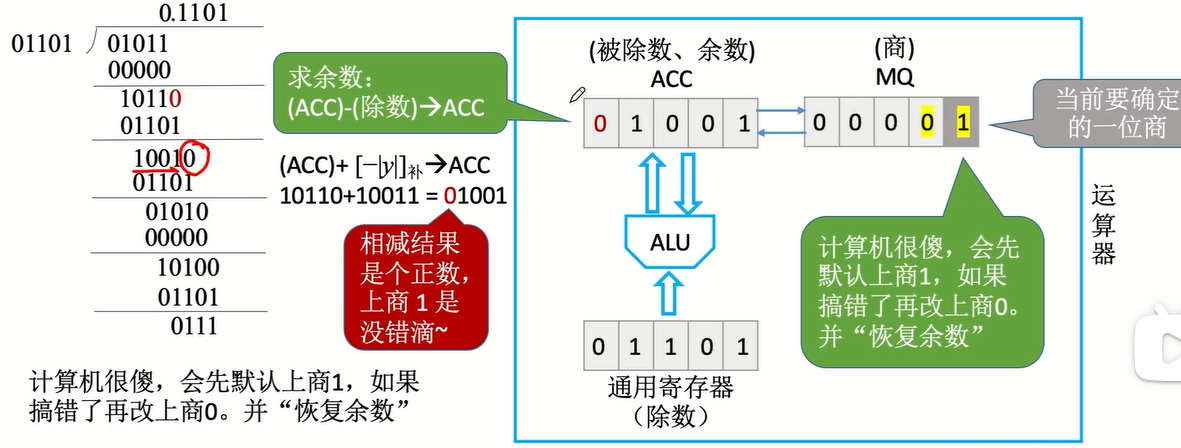 0.1101
01101
01011
00000
10110
01101
10010
01101
01010
00000
10100
01101
0111
求余数：
(ACC)-(除数)→ACC
(ACC)+ [−|y|]补→ACC
10110+10011 = 01001
相减结果
是个正数，
上商 1 是
没错滴~
计算机很傻，会先默认上商1，如果
搞错了再改上商0。并“恢复余数”
(被除数、余数)
ACC
0 1 0 0 1
(商)
MQ
0 0 0 0 1
当前要确定
的一位商
ALU
0 1 1 0 1
通用寄存器
（除数）
计算机很傻，会先
默认上商1，如果
搞错了再改上商0。
并“恢复余数”
运
算
器